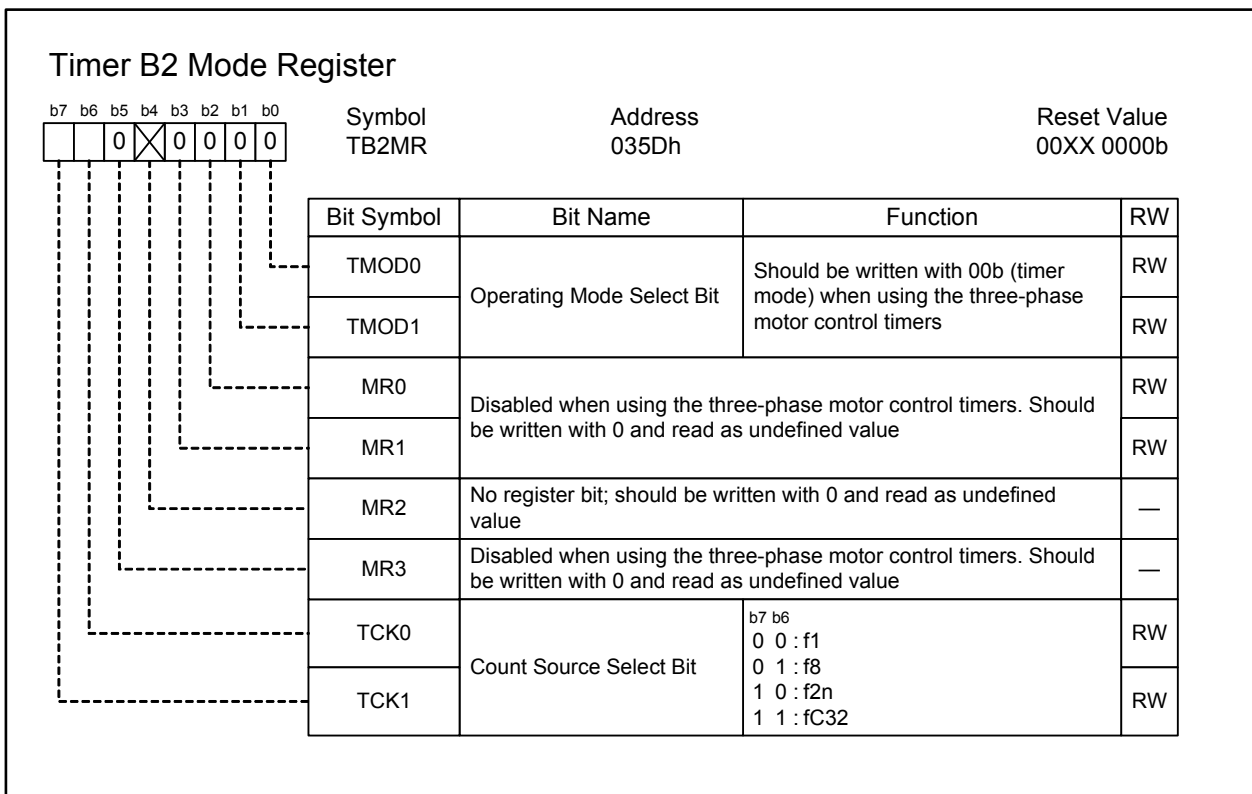 Timer B2 Mode Register
b7 b6 b5 b4 b3 b2 b1 b0
0 0 0 0 0
Symbol Address Reset Value
TB2MR 035Dh 00XX 0000b
Bit Symbol Bit Name Function RW
TMOD0 RW
Operating Mode Select Bit
Should be written with 00b (timer
mode) when using the three-phase
motor control timers
TMOD1 RW
MR0 RW
Disabled when using the three-phase motor control timers. Should
be written with 0 and read as undefined value
MR1 RW
MR2
No register bit; should be written with 0 and read as undefined
value
—
MR3
Disabled when using the three-phase motor control timers. Should
be written with 0 and read as undefined value
—
TCK0 RW
Count Source Select Bit
b7 b6
0 0 : f1
0 1 : f8
1 0 : f2n
1 1 : fC32
TCK1 RW